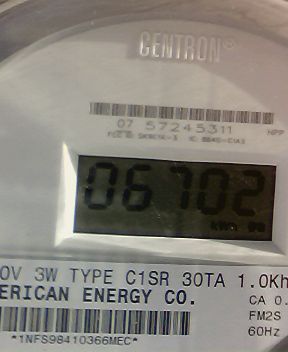 CENTRON®
07 57245311
HPP
06702
kWh
0V 3W TYPE C1SR 30TA 1.0Kh
ERICAN ENERGY CO.
CA 0.
FM2S
60Hz
*1NFS98410366MEC*